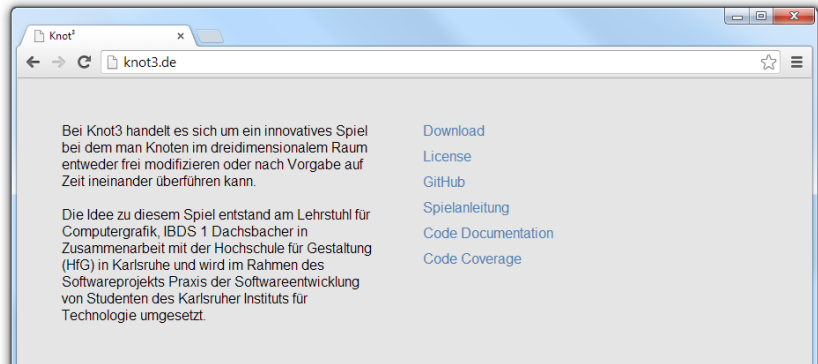 Knot³
knot3.de
Bei Knot3 handelt es sich um ein innovatives Spiel
bei dem man Knoten im dreidimensionalem Raum
entweder frei modifizieren oder nach Vorgabe auf
Zeit ineinander überführen kann.
Die Idee zu diesem Spiel entstand am Lehrstuhl für
Computergrafik, IBDS 1 Dachsbacher in
Zusammenarbeit mit der Hochschule für Gestaltung
(HfG) in Karlsruhe und wird im Rahmen des
Softwareprojekts Praxis der Softwareentwicklung
von Studenten des Karlsruher Instituts für
Technologie umgesetzt.
Download
License
GitHub
Spielanleitung
Code Documentation
Code Coverage